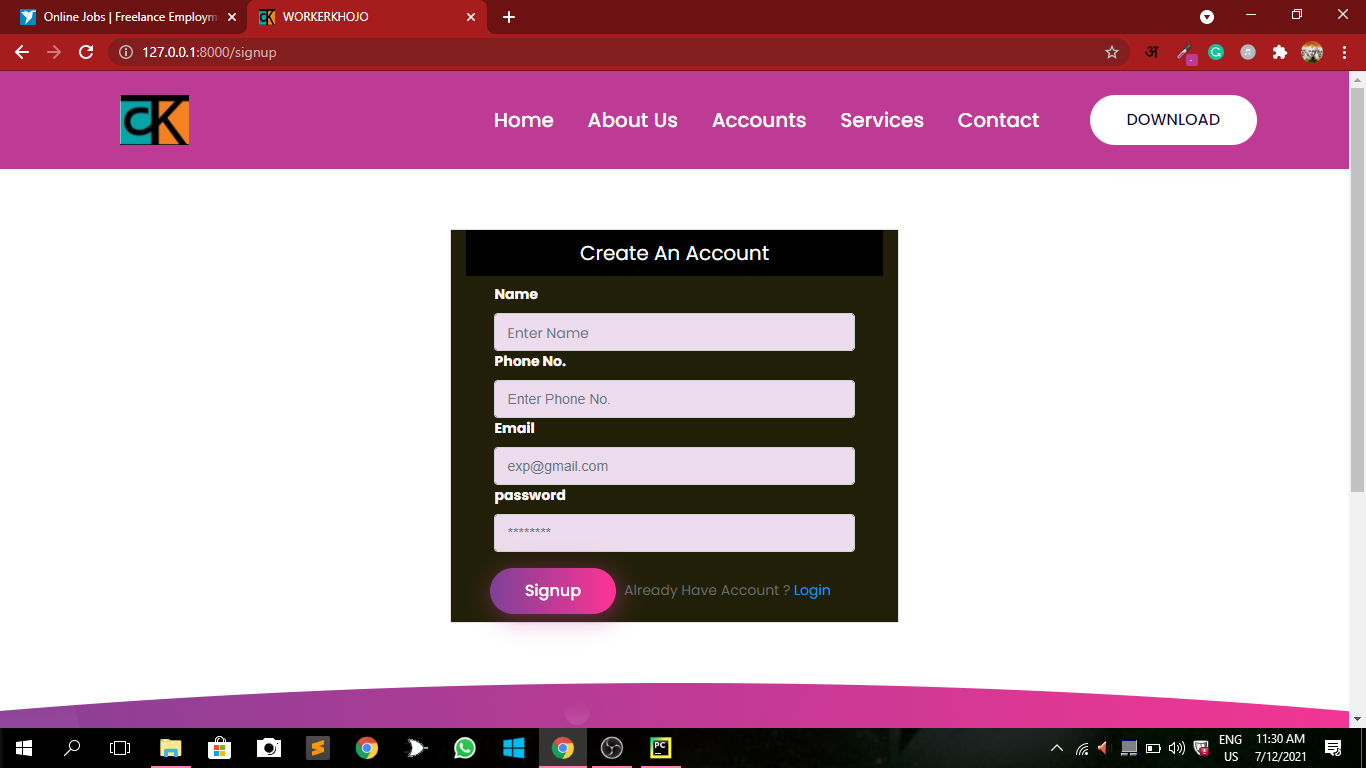 Online Jobs | Freelance Employm
WORKERKHOJO
127.0.0.1:8000/signup
अ
CK
Home About Us Accounts Services Contact DOWNLOAD
Create An Account
Name
Enter Name
Phone No.
Enter Phone No.
Email
exp@gmail.com
password
********
Signup Already Have Account ? Login
PC
ENG
US
11:30 AM
7/12/2021